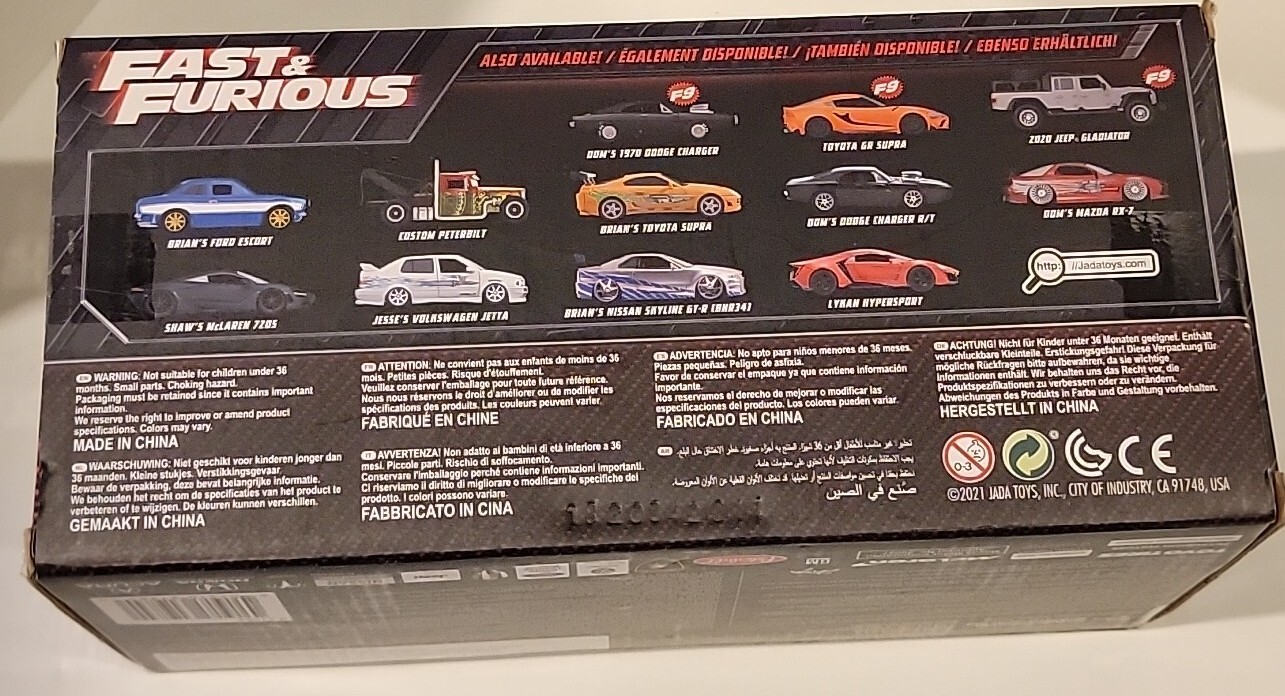 FAST &
FURIOUS
ALSO AVAILABLE! / ÉGALEMENT DISPONIBLE! / ¡TAMBIÉN DISPONIBLE! / EBENSO ERHÄLTLICH!
F9
F9
F9
DOM'S 1970 DODGE CHARGER
TOYOTA GR SUPRA
2020 JEEP® GLADIATOR
BRIAN'S FORD ESCORT
CUSTOM PETERBILT
BRIAN'S TOYOTA SUPRA
DOM'S DODGE CHARGER R/T
DOM'S MAZDA RX-7
SHAW'S McLAREN 720S
JESSE'S VOLKSWAGEN JETTA
BRIAN'S NISSAN SKYLINE GT-R (BNR34)
LYKAN HYPERSPORT
http: //Jadatoys.com
EN WARNING: Not suitable for children under 36
months. Small parts. Choking hazard.
Packaging must be retained since it contains important
information.
We reserve the right to improve or amend product
specifications. Colors may vary.
MADE IN CHINA
FR ATTENTION: Ne convient pas aux enfants de moins de 36
mois. Petites pièces. Risque d'étouffement.
Veuillez conserver l'emballage pour toute future référence.
Nous nous réservons le droit d'améliorer ou de modifier les
spécifications des produits. Les couleurs peuvent varier.
FABRIQUÉ EN CHINE
ES ADVERTENCIA: No apto para niños menores de 36 meses.
Piezas pequeñas. Peligro de asfixia.
Favor de conservar el empaque ya que contiene información
importante.
Nos reservamos el derecho de mejorar o modificar las
especificaciones del producto. Los colores pueden variar.
FABRICADO EN CHINA
DE ACHTUNG! Nicht für Kinder unter 36 Monaten geeignet. Enthält
verschluckbare Kleinteile. Erstickungsgefahr! Diese Verpackung für
mögliche Rückfragen bitte aufbewahren, da sie wichtige
Informationen enthält. Wir behalten uns das Recht vor, die
Produktspezifikationen zu verbessern oder zu verändern.
Abweichungen des Produkts in Farbe und Gestaltung vorbehalten.
HERGESTELLT IN CHINA
NL WAARSCHUWING: Niet geschikt voor kinderen jonger dan
36 maanden. Kleine stukjes. Verstikkingsgevaar.
Bewaar de verpakking, deze bevat belangrijke informatie.
We behouden het recht om de specificaties van het product te
verbeteren of te wijzigen. De kleuren kunnen verschillen.
GEMAAKT IN CHINA
IT AVVERTENZA! Non adatto ai bambini di età inferiore a 36
mesi. Piccole parti. Rischio di soffocamento.
Conservare l'imballaggio perché contiene informazioni importanti.
Ci riserviamo il diritto di migliorare o modificare le specifiche del
prodotto. I colori possono variare.
FABBRICATO IN CINA
AR
صُنع في الصين
0-3
CE
©2021 JADA TOYS, INC., CITY OF INDUSTRY, CA 91748, USA